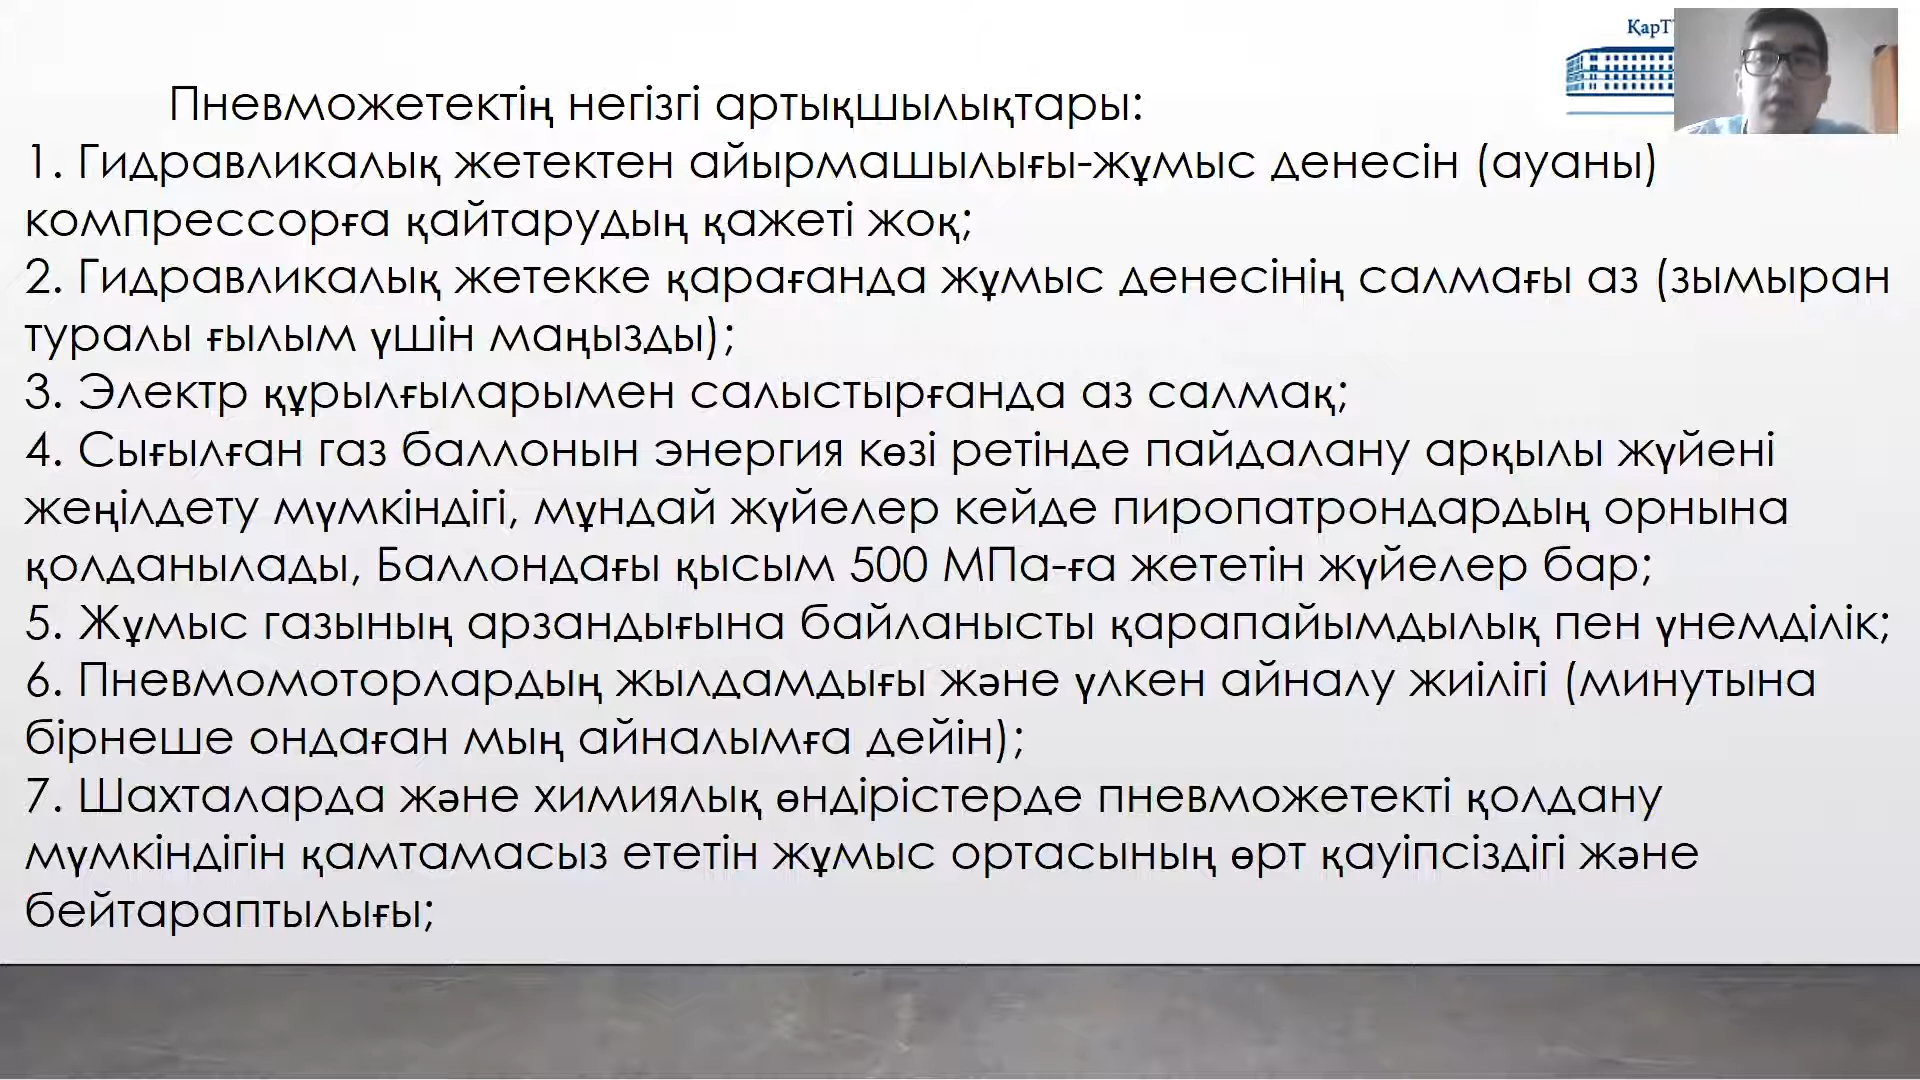 ҚарТ
Пневможетектің негізгі артықшылықтары:
1. Гидравликалық жетектен айырмашылығы-жұмыс денесін (ауаны)
компрессорға қайтарудың қажеті жоқ;
2. Гидравликалық жетекке қарағанда жұмыс денесінің салмағы аз (зымыран
туралы ғылым үшін маңызды);
3. Электр құрылғыларымен салыстырғанда аз салмақ;
4. Сығылған газ баллонын энергия көзі ретінде пайдалану арқылы жүйені
жеңілдету мүмкіндігі, мұндай жүйелер кейде пиропатрондардың орнына
қолданылады, Баллондағы қысым 500 МПа-ға жететін жүйелер бар;
5. Жұмыс газының арзандығына байланысты қарапайымдылық пен үнемділік;
6. Пневмомоторлардың жылдамдығы және үлкен айналу жиілігі (минутына
бірнеше ондаған мың айналымға дейін);
7. Шахталарда және химиялық өндірістерде пневможетекті қолдану
мүмкіндігін қамтамасыз ететін жұмыс ортасының өрт қауіпсіздігі және
бейтараптылығы;